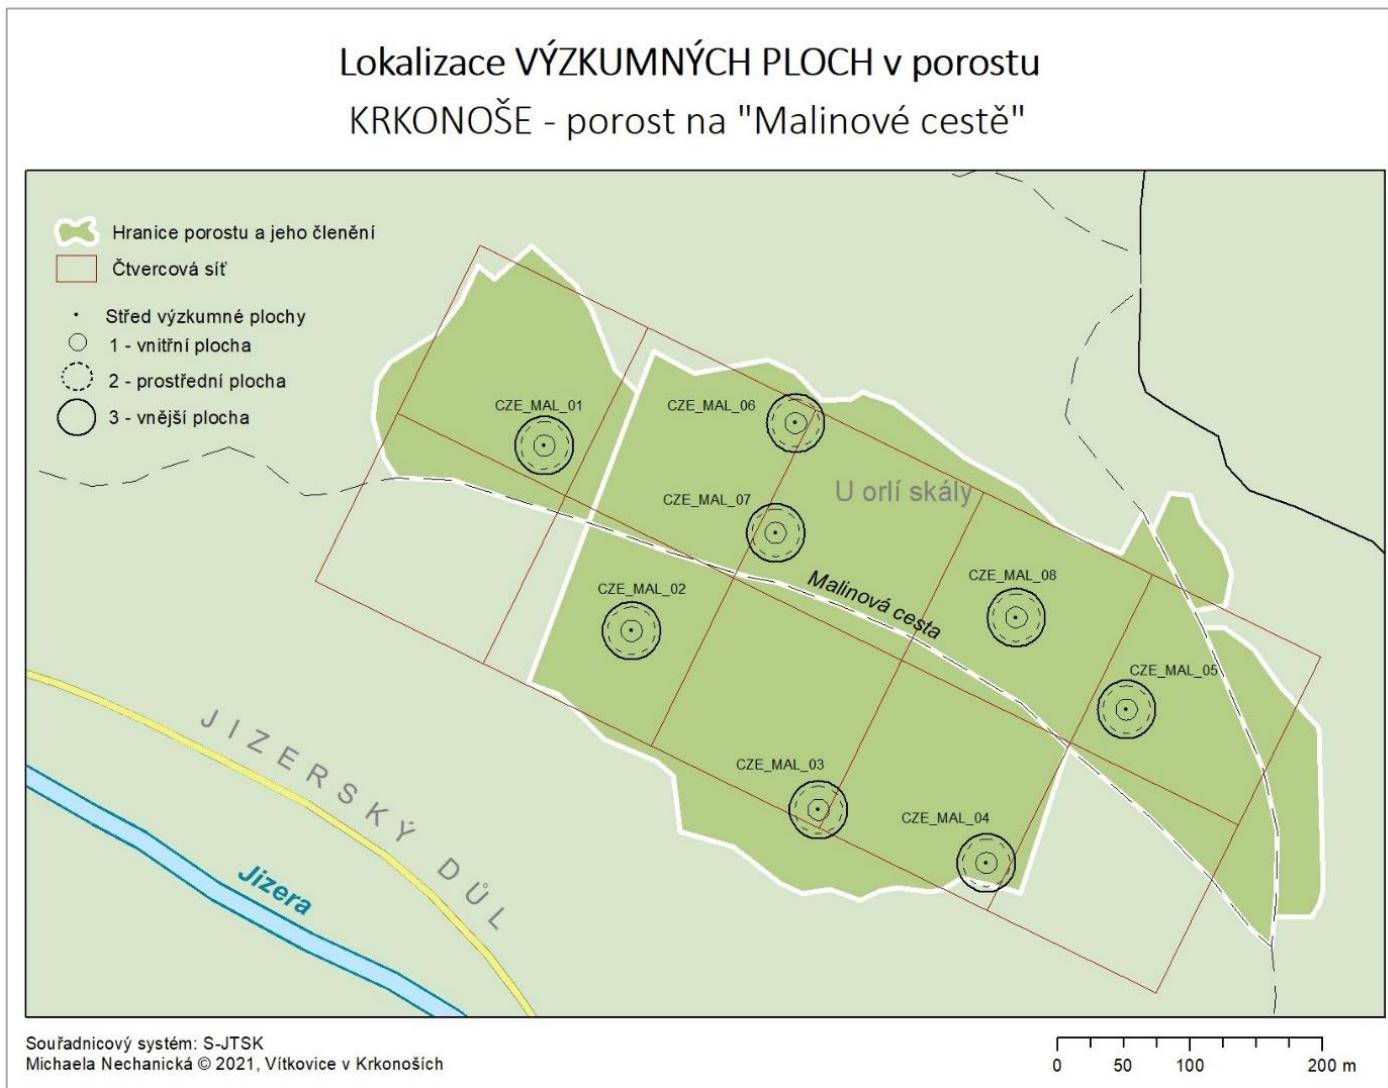 Lokalizace VÝZKUMNÝCH PLOCH v porostu
KRKONOŠE - porost na "Malinové cestě"
Hranice porostu a jeho členění
Čtvercová síť
Střed výzkumné plochy
1 - vnitřní plocha
2 - prostřední plocha
3 - vnější plocha
CZE_MAL_01
CZE_MAL_06
U orlí skály
CZE_MAL_07
CZE_MAL_08
CZE_MAL_02
Malinová cesta
CZE_MAL_05
CZE_MAL_03
CZE_MAL_04
JIZERSKÝ DŮL
Jizera
Souřadnicový systém: S-JTSK
Michaela Nechanická © 2021, Vítkovice v Krkonoších
0 50 100 200 m